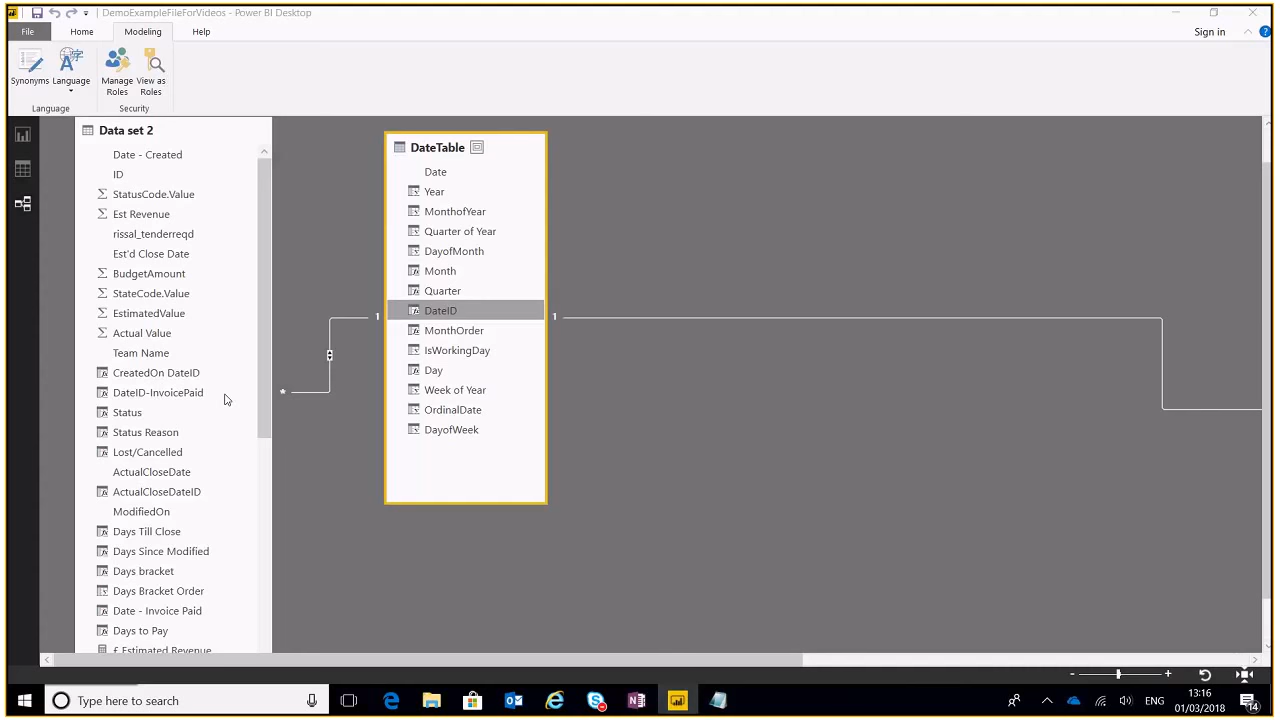 DemoExampleFileForVideos - Power BI Desktop
File Home Modeling Help Sign in
Synonyms Language Manage Roles View as Roles
Language Security
Data set 2
Date - Created
ID
StatusCode.Value
Est Revenue
rissal_tenderreqd
Est'd Close Date
BudgetAmount
StateCode.Value
EstimatedValue
Actual Value
Team Name
CreatedOn DateID
DateID-InvoicePaid
Status
Status Reason
Lost/Cancelled
ActualCloseDate
ActualCloseDateID
ModifiedOn
Days Till Close
Days Since Modified
Days bracket
Days Bracket Order
Date - Invoice Paid
Days to Pay
£ Estimated Revenue
DateTable
Date
Year
MonthofYear
Quarter of Year
DayofMonth
Month
Quarter
DateID
MonthOrder
IsWorkingDay
Day
Week of Year
OrdinalDate
DayofWeek
1
*
1
Type here to search
ENG
13:16
01/03/2018
14